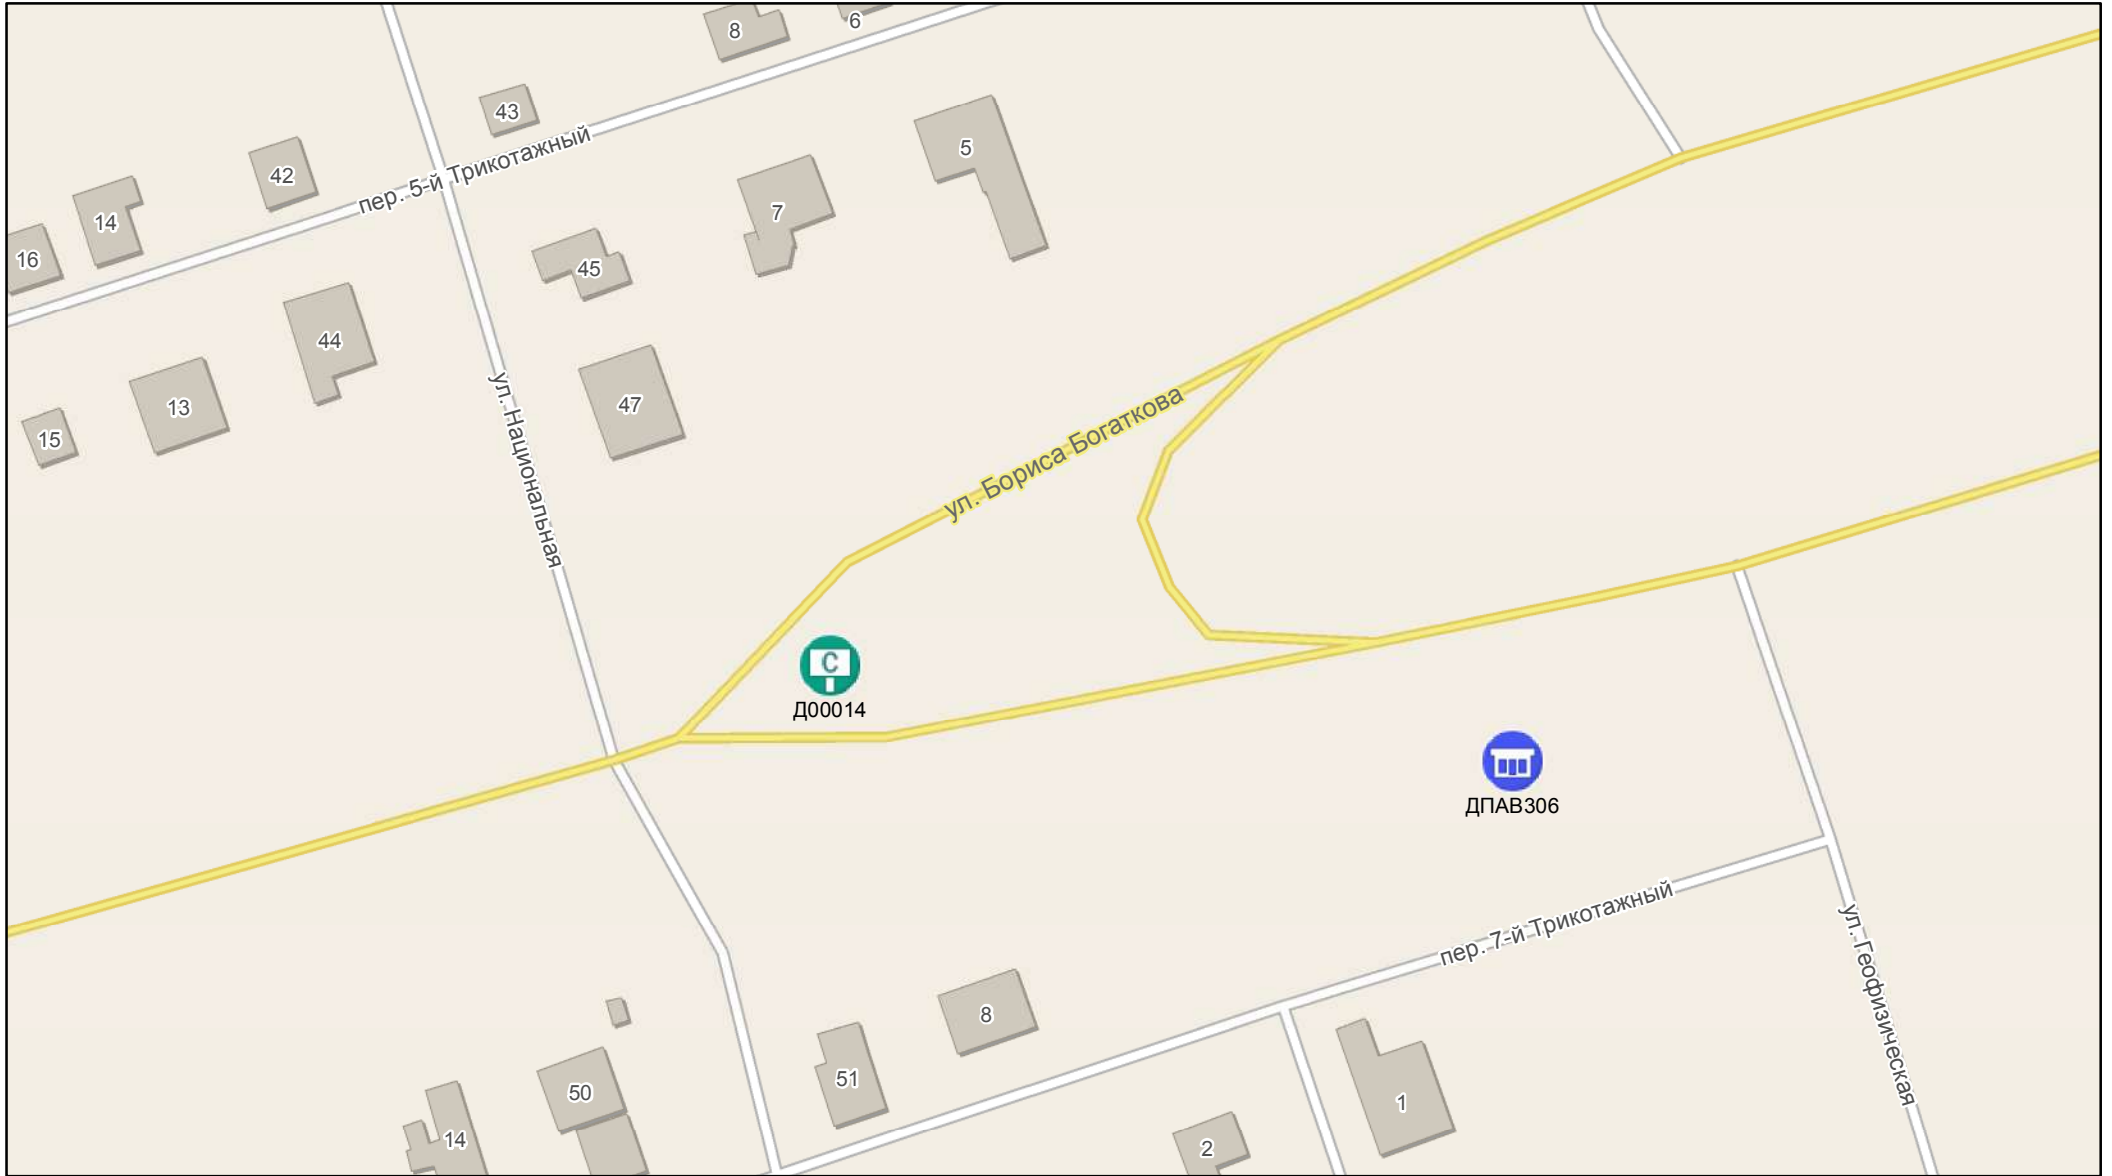 8
6
43
пер. 5-й Трикотажный
42
14
16
5
7
45
44
13
15
47
ул. Национальная
ул. Бориса Богаткова
С
Д00014
ДПАВ306
пер. 7-й Трикотажный
ул. Геофизическая
8
51
50
14
1
2